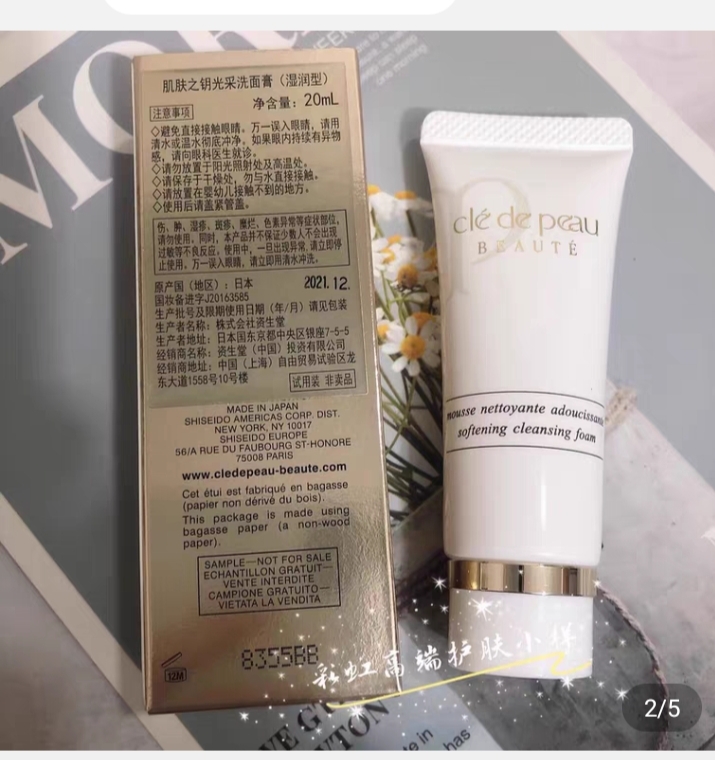 肌肤之钥光采洗面膏（湿润型）
净含量：20mL
注意事项
◇避免直接接触眼睛。万一误入眼睛，请用
清水或温水彻底冲净。如果眼内持续有异物
感，请向眼科医生就诊。
◇请勿放置于阳光照射处及高温处。
◇请保存于干燥处，勿与水直接接触。
◇请放置在婴幼儿接触不到的地方。
◇使用后请盖紧管盖。
伤、肿、湿疹、斑疹、糜烂、色素异常等症状部位，
请勿使用。同时，本产品并不保证少数人不会出现
过敏等不良反应。使用中，一旦出现异常，请立即停
止使用。万一误入眼睛，请立即用清水冲洗。
原产国（地区）：日本
2021.12.
国妆备进字J20163585
生产批号及限期使用日期（年/月）请见包装
生产者名称：株式会社资生堂
生产者地址：日本国东京都中央区银座7-5-5
经销商名称：资生堂（中国）投资有限公司
经销商地址：中国（上海）自由贸易试验区龙
东大道1558号10号楼
试用装 非卖品
MADE IN JAPAN
SHISEIDO AMERICAS CORP. DIST.
NEW YORK, NY 10017
SHISEIDO EUROPE
56/A RUE DU FAUBOURG ST-HONORE
75008 PARIS
www.cledepeau-beaute.com
Cet étui est fabriqué en bagasse
(papier non dérivé du bois).
This package is made using
bagasse paper (a non-wood
paper).
SAMPLE—NOT FOR SALE
ECHANTILLON GRATUIT—
VENTE INTERDITE
CAMPIONE GRATUITO—
VIETATA LA VENDITA
12M
8355BB
clé de peau
BEAUTÉ
mousse nettoyante adoucissante
softening cleansing foam
彩虹高端护肤小样
2/5